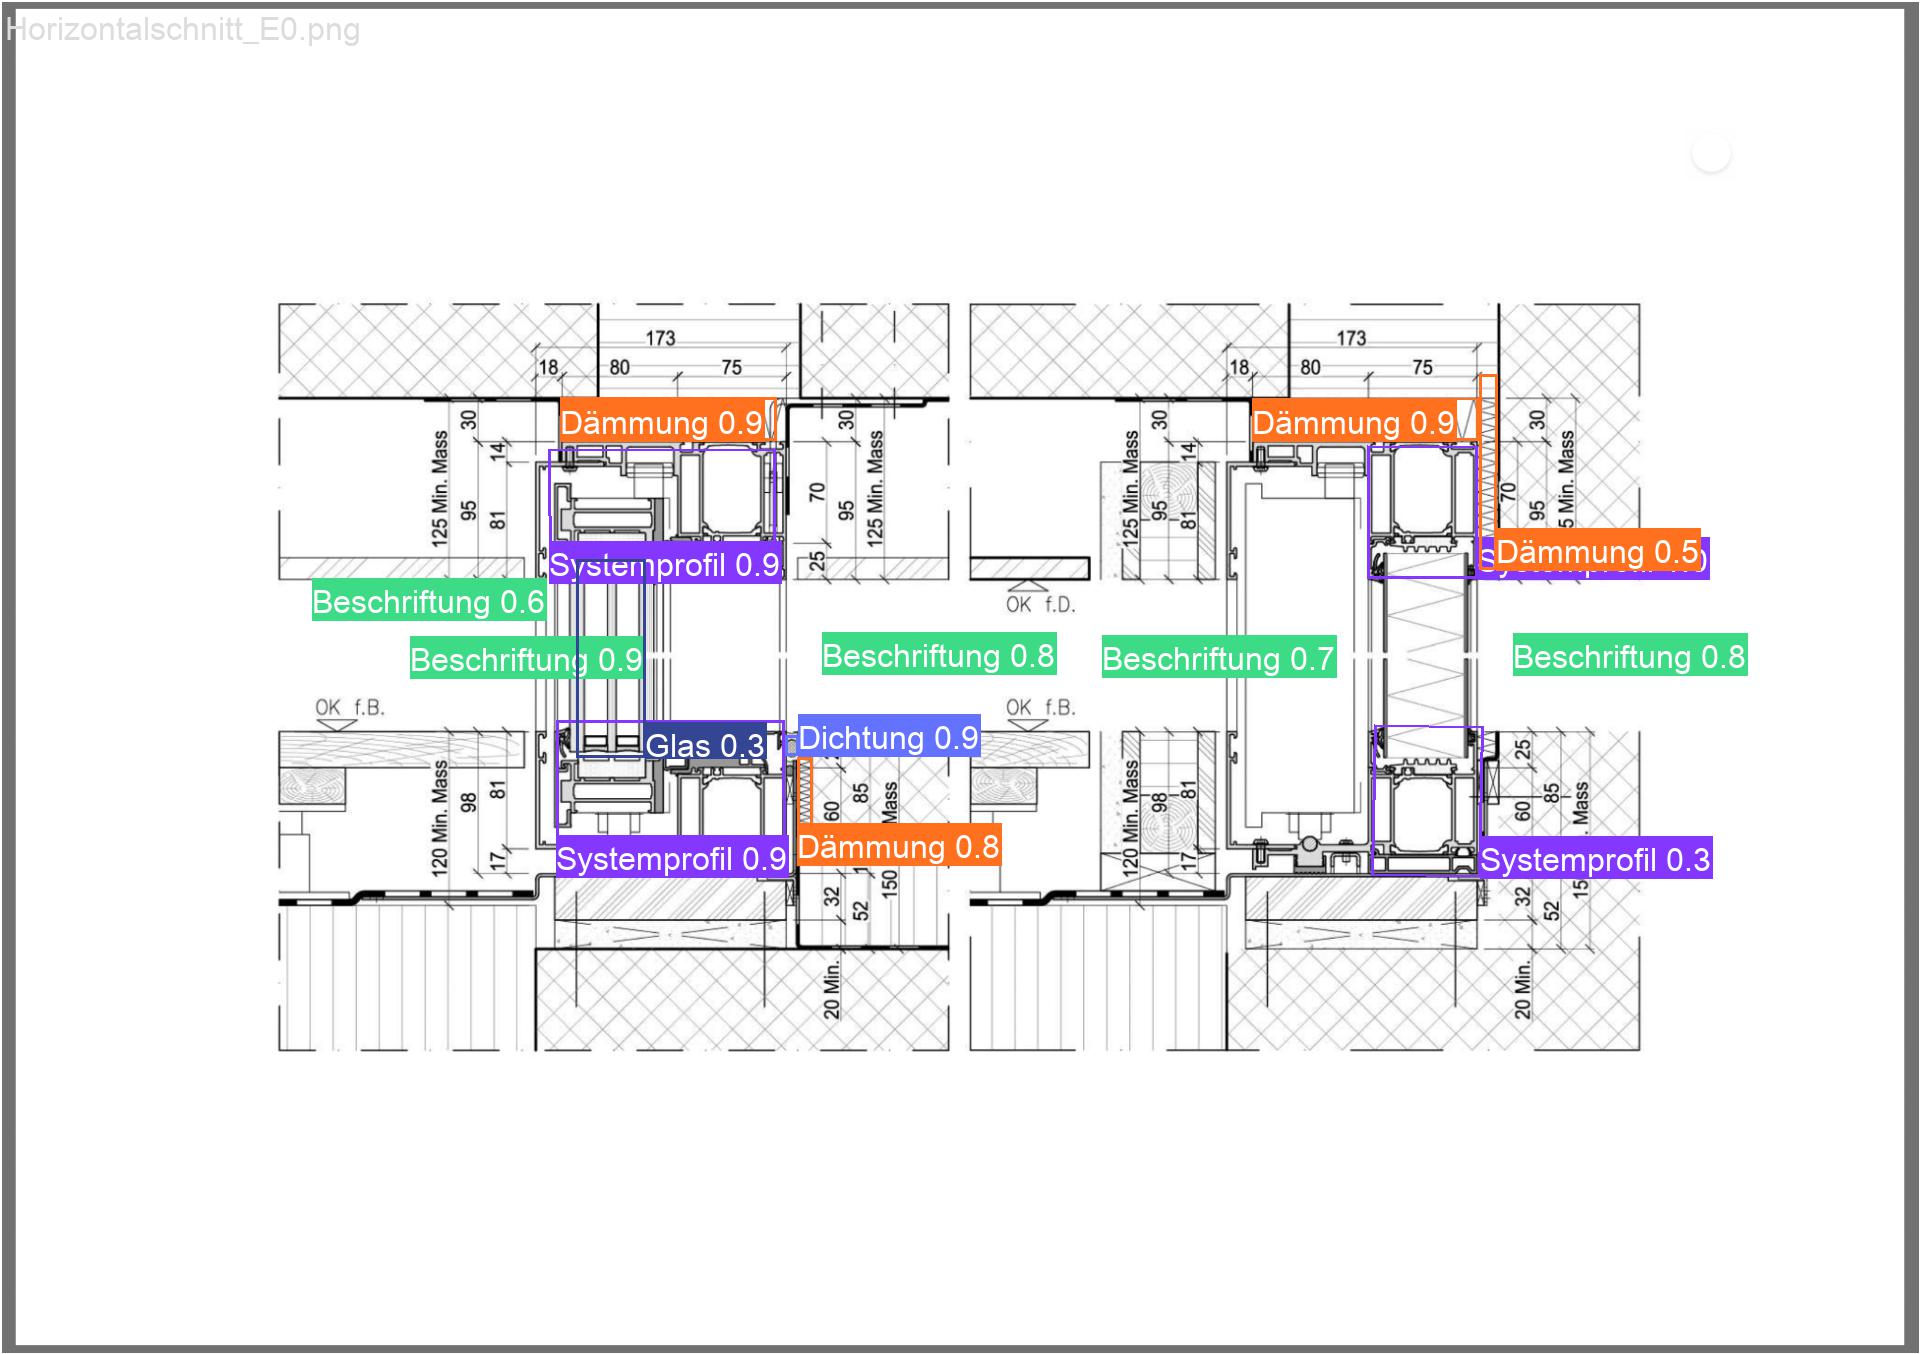 Horizontalschnitt_E0.png
173
173
18
80
75
18
80
75
Dämmung 0.9
Dämmung 0.9
30
30
30
30
14
14
125 Min. Mass
95
81
70
95
125 Min. Mass
125 Min. Mass
95
81
70
95
5 Min. Mass
25
Systemprofil 0.9
Dämmung 0.5
Beschriftung 0.6
OK f.D.
Beschriftung 0.9
Beschriftung 0.8
Beschriftung 0.7
Beschriftung 0.8
OK f.B.
OK f.B.
Glas 0.3
Dichtung 0.9
25
120 Min. Mass
98
81
60
85
Mass
120 Min. Mass
98
81
60
85
. Mass
Dämmung 0.8
Systemprofil 0.9
Systemprofil 0.3
17
17
32
52
150
32
52
15
20 Min.
20 Min.